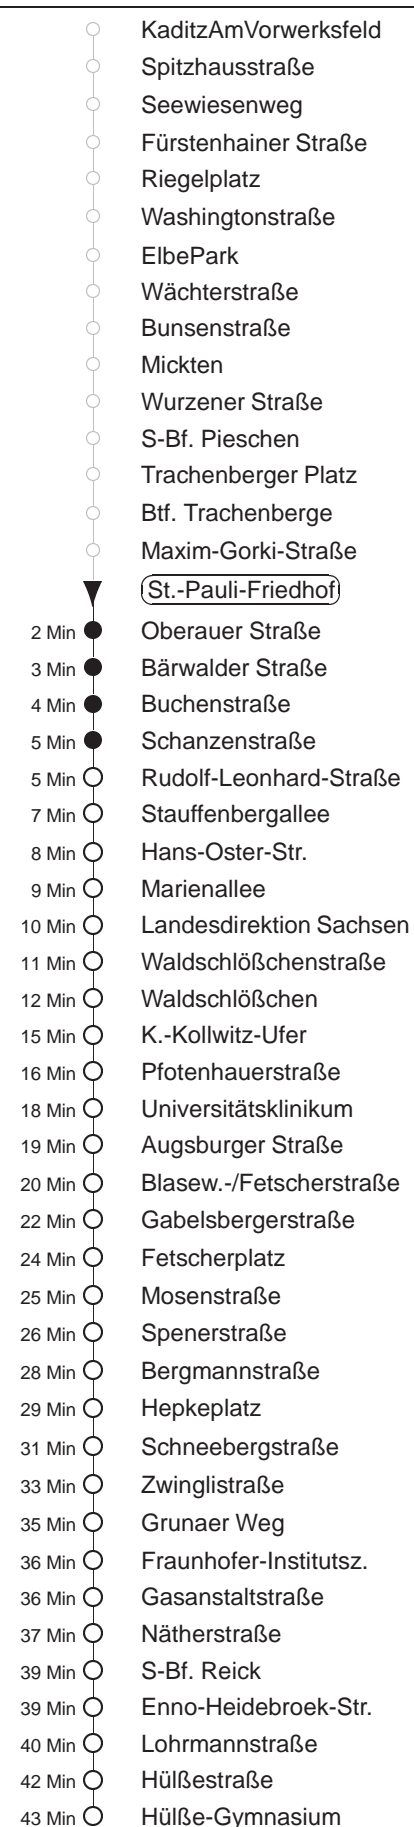 KaditzAmVorwerksfeld
Spitzhausstraße
Seewiesenweg
Fürstenhainer Straße
Riegelplatz
Washingtonstraße
ElbePark
Wächterstraße
Bunsenstraße
Mickten
Wurzener Straße
S-Bf. Pieschen
Trachenberger Platz
Btf. Trachenberge
Maxim-Gorki-Straße
St.-Pauli-Friedhof
2 Min Oberauer Straße
3 Min Bärwalder Straße
4 Min Buchenstraße
5 Min Schanzenstraße
5 Min Rudolf-Leonhard-Straße
7 Min Stauffenbergallee
8 Min Hans-Oster-Str.
9 Min Marienallee
10 Min Landesdirektion Sachsen
11 Min Waldschlößchenstraße
12 Min Waldschlößchen
15 Min K.-Kollwitz-Ufer
16 Min Pfotenhauerstraße
18 Min Universitätsklinikum
19 Min Augsburger Straße
20 Min Blasew.-/Fetscherstraße
22 Min Gabelsbergerstraße
24 Min Fetscherplatz
25 Min Mosenstraße
26 Min Spenerstraße
28 Min Bergmannstraße
29 Min Hepkeplatz
31 Min Schneebergstraße
33 Min Zwinglistraße
35 Min Grunaer Weg
36 Min Fraunhofer-Institutsz.
36 Min Gasanstaltstraße
37 Min Nätherstraße
39 Min S-Bf. Reick
39 Min Enno-Heidebroek-Str.
40 Min Lohrmannstraße
42 Min Hülßestraße
43 Min Hülße-Gymnasium